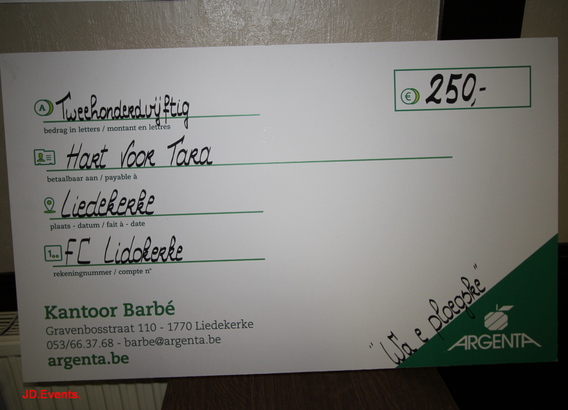 A Tweehonderdvijftig
€ 250,-
bedrag in letters / montant en lettres
Hart Voor Tara
betaalbaar aan / payable à
Liedekerke
plaats - datum / fait à - date
FC Lidokerke
rekeningnummer / compte n°
Kantoor Barbé
Gravenbosstraat 110 - 1770 Liedekerke
053/66.37.68 - barbe@argenta.be
argenta.be
"Wa e ploegske"
ARGENTA
JD.Events.